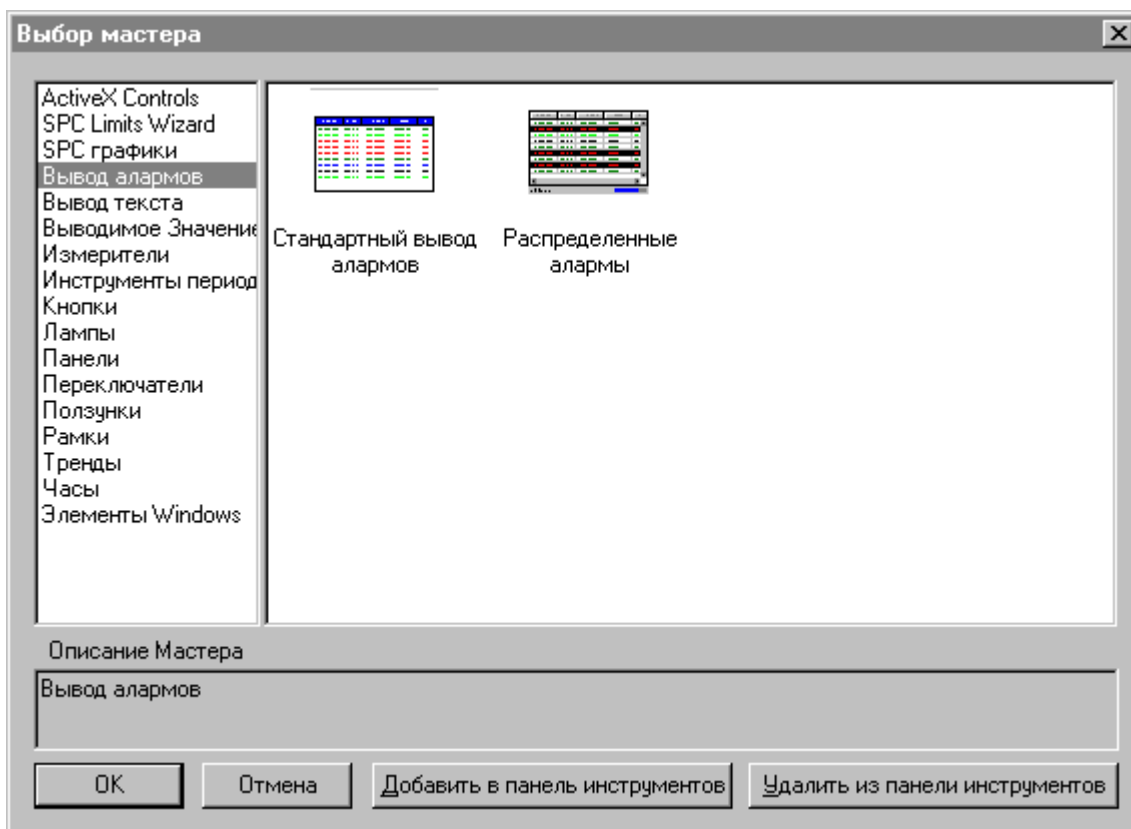 Выбор мастера
ActiveX Controls
SPC Limits Wizard
SPC графики
Вывод алармов
Вывод текста
Выводимое Значение
Измерители
Инструменты период
Кнопки
Лампы
Панели
Переключатели
Ползунки
Рамки
Тренды
Часы
Элементы Windows
Стандартный вывод
алармов
Распределенные
алармы
Описание Мастера
Вывод алармов
OK
Отмена
Добавить в панель инструментов
Удалить из панели инструментов